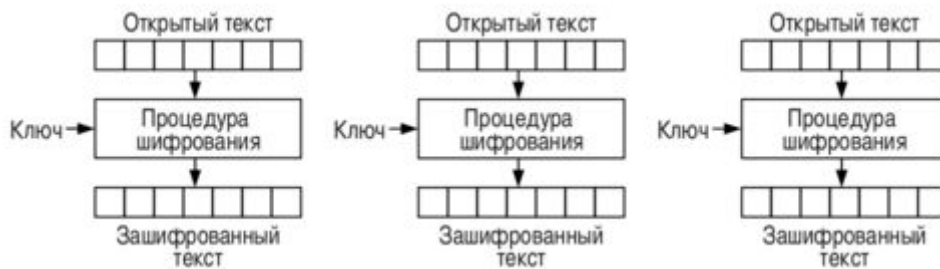 Открытый текст
Открытый текст
Открытый текст
Ключ
Процедура
шифрования
Ключ
Процедура
шифрования
Ключ
Процедура
шифрования
Зашифрованный
текст
Зашифрованный
текст
Зашифрованный
текст